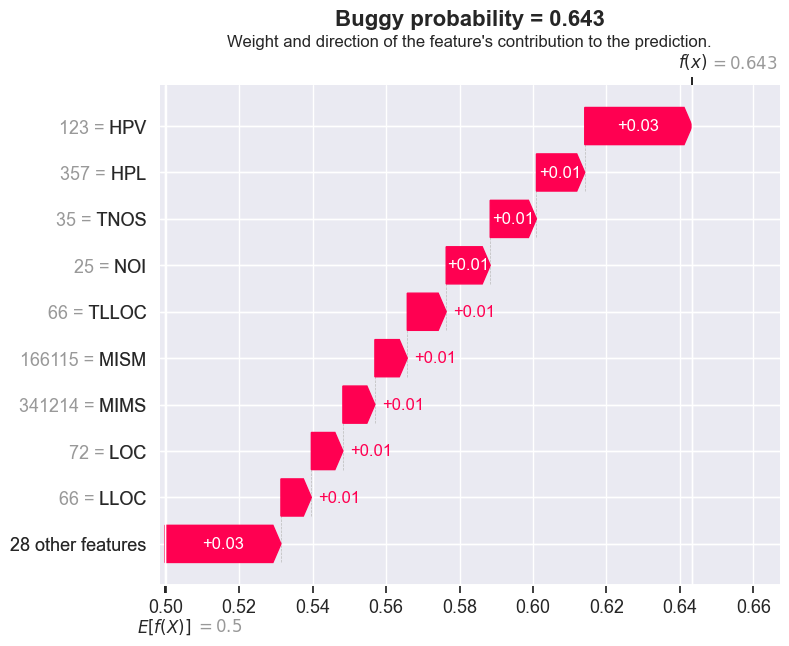 Buggy probability = 0.643
Weight and direction of the feature's contribution to the prediction.
f(x) = 0.643
123 = HPV +0.03
357 = HPL +0.01
35 = TNOS +0.01
25 = NOI +0.01
66 = TLLOC +0.01
166115 = MISM +0.01
341214 = MIMS +0.01
72 = LOC +0.01
66 = LLOC +0.01
28 other features +0.03
0.50 0.52 0.54 0.56 0.58 0.60 0.62 0.64 0.66
E[f(X)] = 0.5